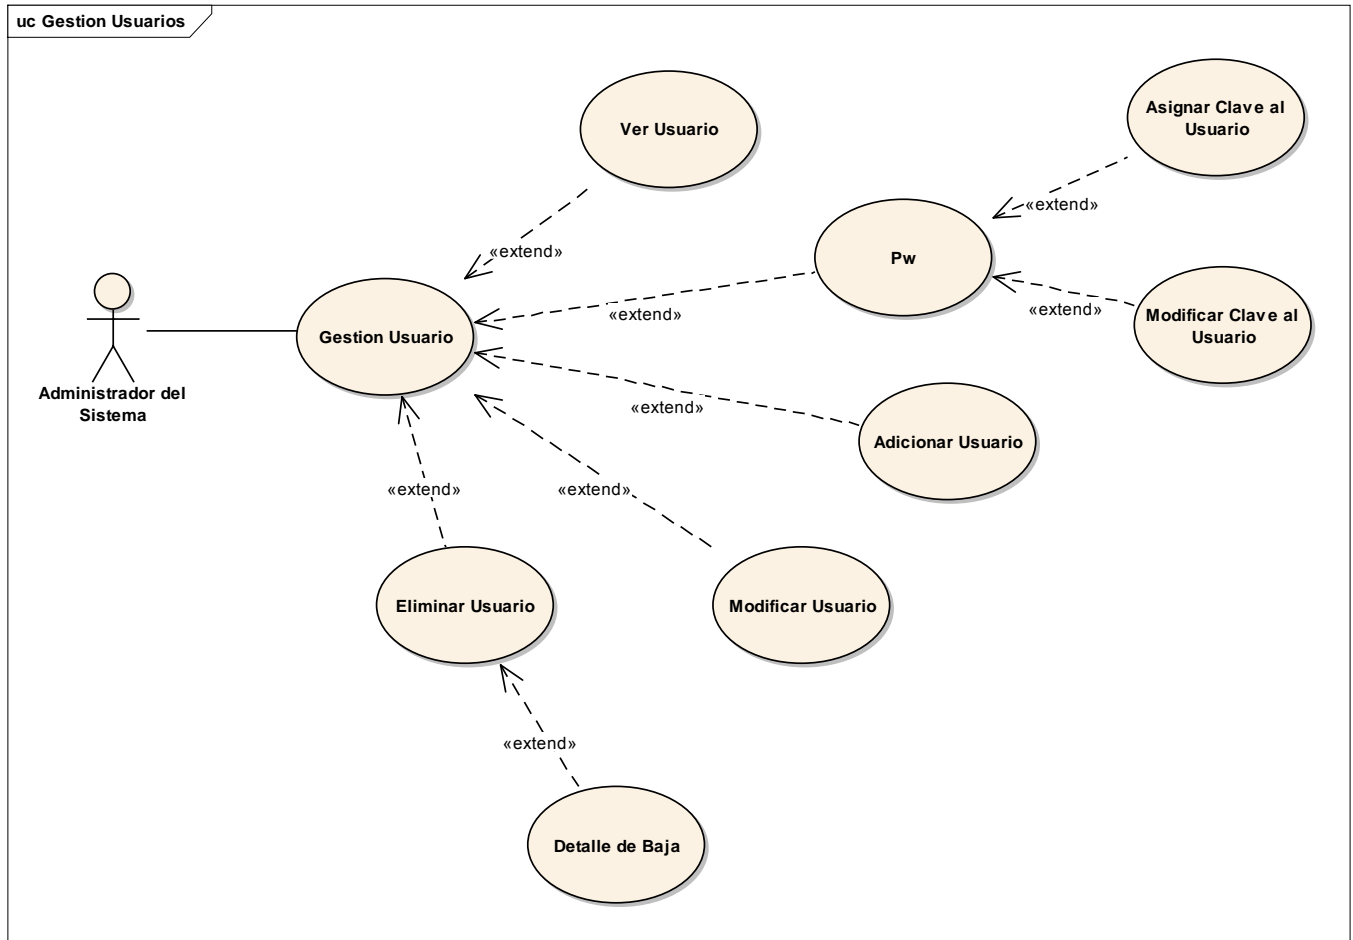 uc Gestion Usuarios
Ver Usuario
Asignar Clave al
Usuario
«extend»
«extend»
Pw
«extend»
«extend»
Modificar Clave al
Usuario
Gestion Usuario
Administrador del
Sistema
«extend»
Adicionar Usuario
«extend»
«extend»
Eliminar Usuario
Modificar Usuario
«extend»
Detalle de Baja